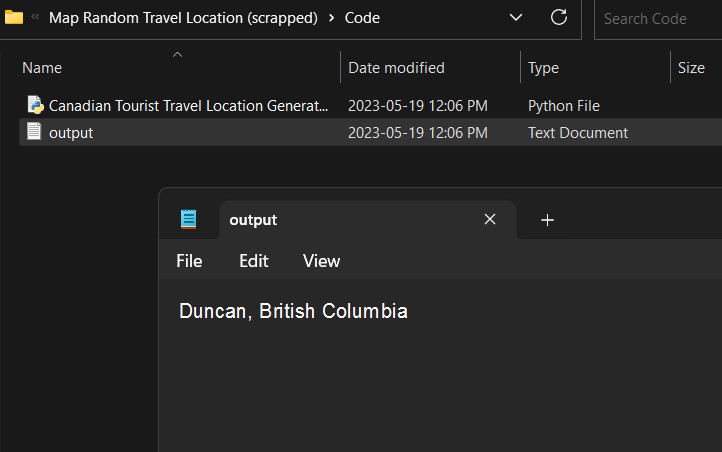 Map Random Travel Location (scrapped) Code Search Code
Name Date modified Type Size
Canadian Tourist Travel Location Generat... 2023-05-19 12:06 PM Python File
output 2023-05-19 12:06 PM Text Document
output
File Edit View
Duncan, British Columbia